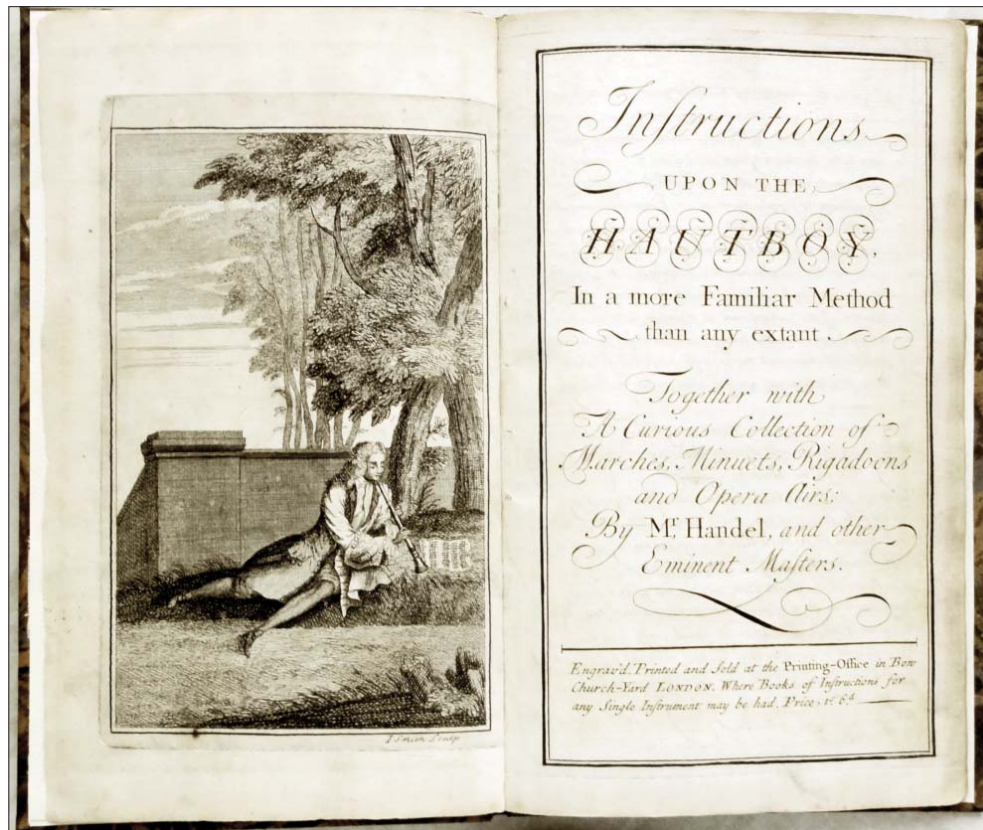 I Smith Sculp
Inſtructions
UPON THE
HAUTBOY,
In a more Familiar Method
than any extant
Together with
A Curious Collection of
Marches, Minuets, Rigadoons
and Opera Airs;
By Mr. Handel, and other
Eminent Maſters.
Engrav'd, Printed and Sold at the Printing-Office in Bow
Church-Yard LONDON. Where Books of Inſtructions for
any Single Inſtrument may be had. Price, 1s. 6d.